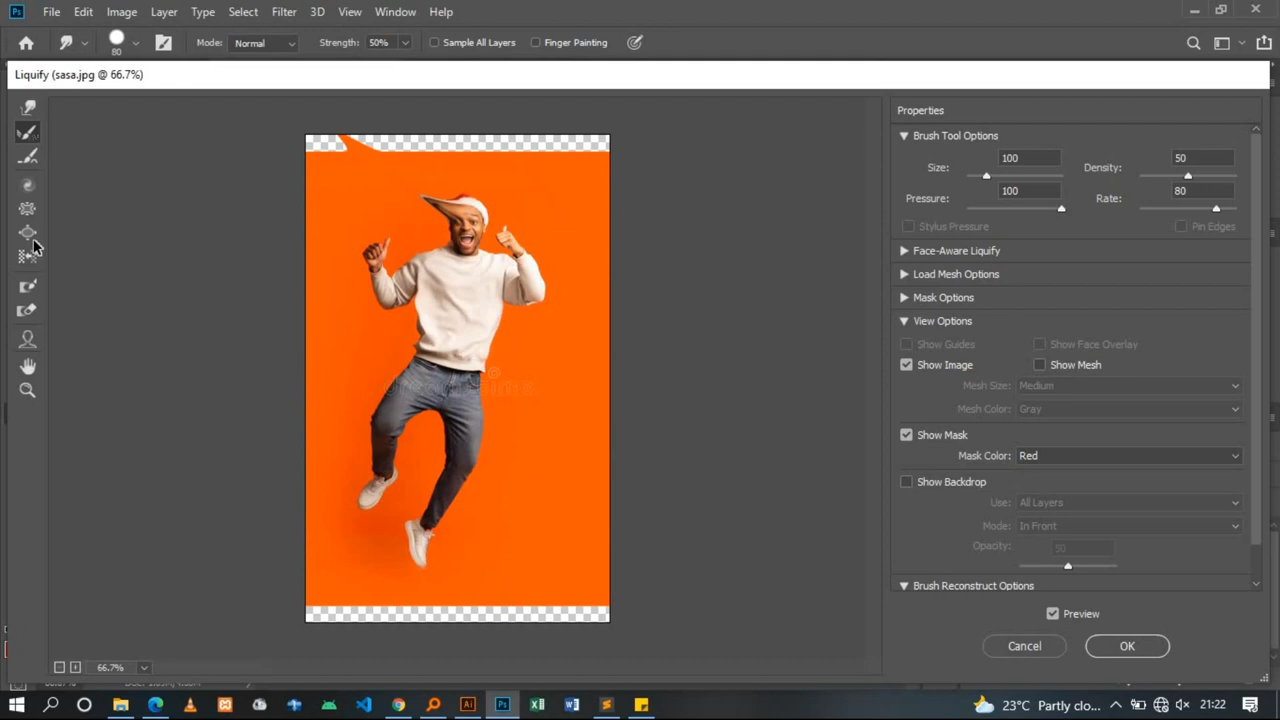 Ps File Edit Image Layer Type Select Filter 3D View Window Help
80 Mode: Normal Strength: 50% Sample All Layers Finger Painting
Liquify (sasa.jpg @ 66.7%)
Properties
Brush Tool Options
Size: 100 Density: 50
Pressure: 100 Rate: 80
Stylus Pressure Pin Edges
Face-Aware Liquify
Load Mesh Options
Mask Options
View Options
Show Guides Show Face Overlay
Show Image Show Mesh
Mesh Size: Medium
Mesh Color: Gray
Show Mask
Mask Color: Red
Show Backdrop
Use: All Layers
Mode: In Front
Opacity: 50
Brush Reconstruct Options
Preview
Cancel OK
66.7%
Ai Ps 23°C Partly clo... 21:22